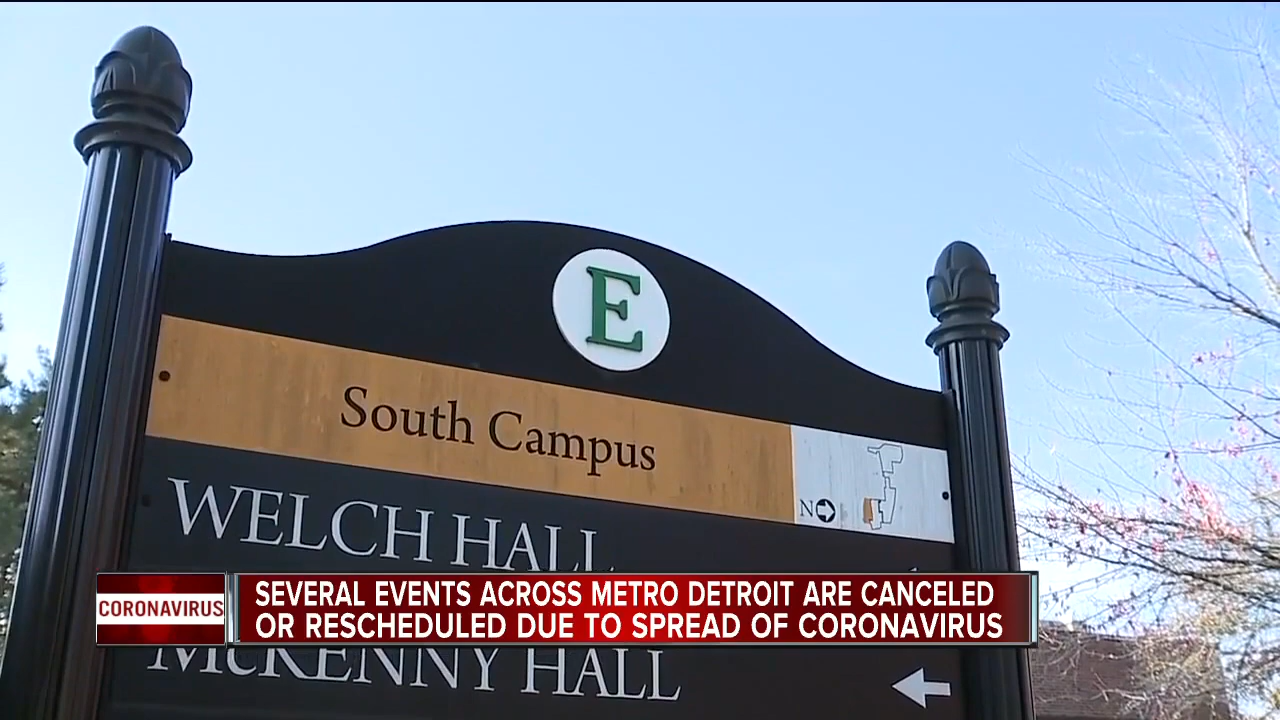 E
South Campus
N
WELCH HALL
CORONAVIRUS
SEVERAL EVENTS ACROSS METRO DETROIT ARE CANCELED
OR RESCHEDULED DUE TO SPREAD OF CORONAVIRUS
McKENNY HALL